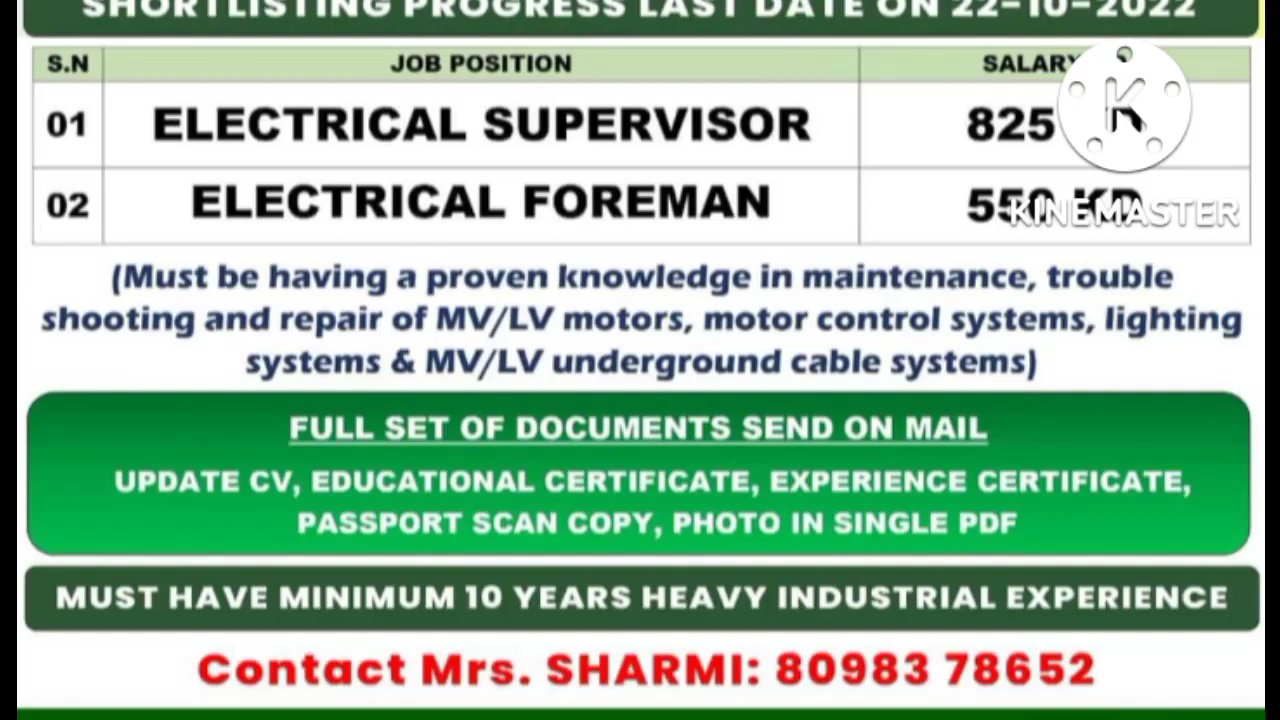 SHORTLISTING PROGRESS LAST DATE ON 22-10-2022
S.N JOB POSITION SALARY
01 ELECTRICAL SUPERVISOR 825 KD
02 ELECTRICAL FOREMAN 550 KD
KINEMASTER
(Must be having a proven knowledge in maintenance, trouble
shooting and repair of MV/LV motors, motor control systems, lighting
systems & MV/LV underground cable systems)
FULL SET OF DOCUMENTS SEND ON MAIL
UPDATE CV, EDUCATIONAL CERTIFICATE, EXPERIENCE CERTIFICATE,
PASSPORT SCAN COPY, PHOTO IN SINGLE PDF
MUST HAVE MINIMUM 10 YEARS HEAVY INDUSTRIAL EXPERIENCE
Contact Mrs. SHARMI: 80983 78652